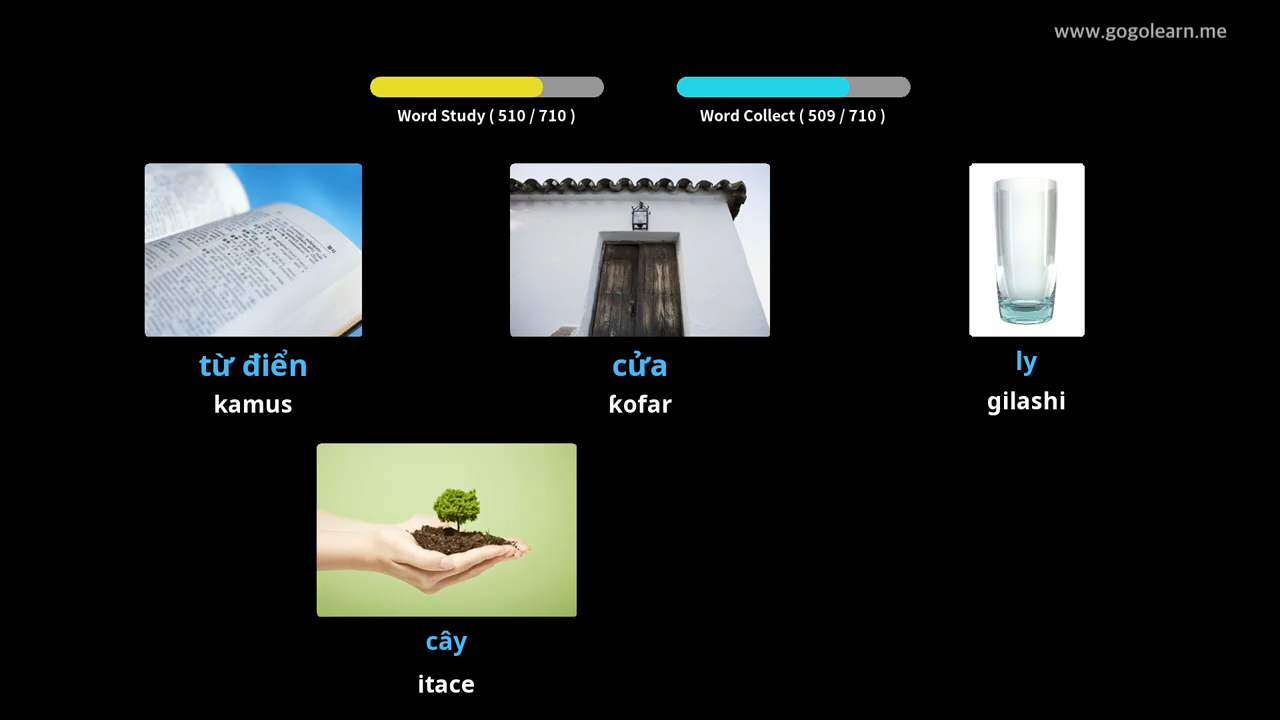 www.gogolearn.me
Word Study ( 510 / 710 )
Word Collect ( 509 / 710 )
từ điển
kamus
cửa
ƙofar
ly
gilashi
cây
itace